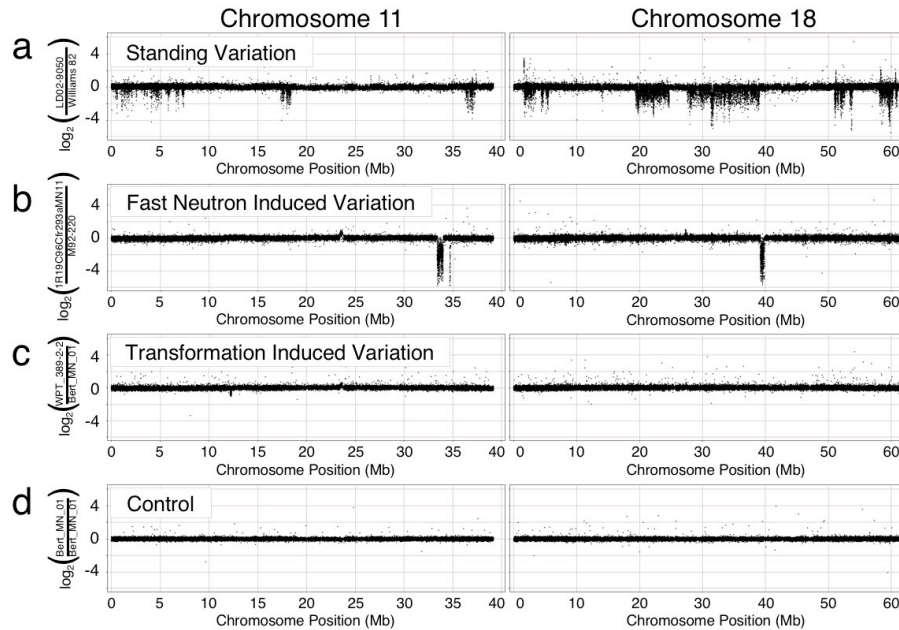 Chromosome 11 Chromosome 18
a
log2(LD02-9050 / Williams 82)
Standing Variation
4
0
-4
0 5 10 15 20 25 30 35 40 0 10 20 30 40 50 60
Chromosome Position (Mb) Chromosome Position (Mb)
b
log2(1R19C96Cfr293aMN11 / M92-220)
Fast Neutron Induced Variation
4
0
-4
0 5 10 15 20 25 30 35 40 0 10 20 30 40 50 60
Chromosome Position (Mb) Chromosome Position (Mb)
c
log2(WPT_389-2-2 / Bert_MN_01)
Transformation Induced Variation
4
0
-4
0 5 10 15 20 25 30 35 40 0 10 20 30 40 50 60
Chromosome Position (Mb) Chromosome Position (Mb)
d
log2(Bert_MN_01 / Bert_MN_01)
Control
4
0
-4
0 5 10 15 20 25 30 35 40 0 10 20 30 40 50 60
Chromosome Position (Mb) Chromosome Position (Mb)